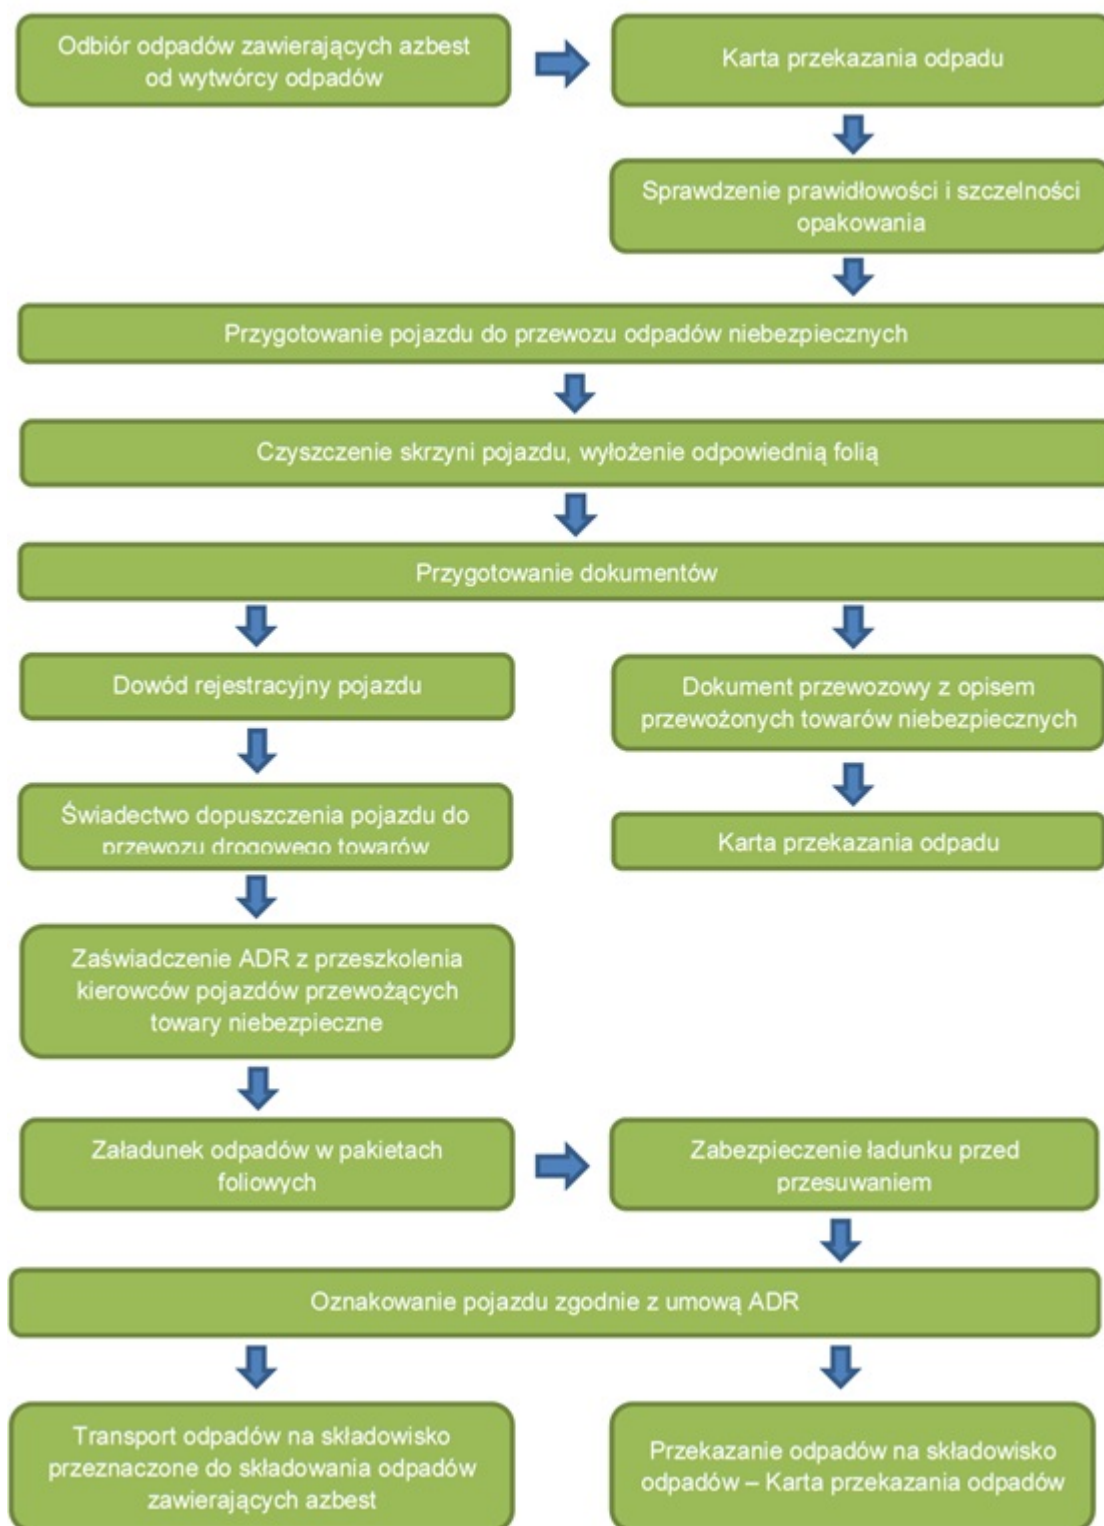 Odbiór odpadów zawierających azbest
od wytwórcy odpadów
Karta przekazania odpadu
Sprawdzenie prawidłowości i szczelności
opakowania
Przygotowanie pojazdu do przewozu odpadów niebezpiecznych
Czyszczenie skrzyni pojazdu, wyłożenie odpowiednią folią
Przygotowanie dokumentów
Dowód rejestracyjny pojazdu
Dokument przewozowy z opisem
przewożonych towarów niebezpiecznych
Świadectwo dopuszczenia pojazdu do
przewozu drogowego towarów
Karta przekazania odpadu
Zaświadczenie ADR z przeszkolenia
kierowców pojazdów przewożących
towary niebezpieczne
Załadunek odpadów w pakietach
foliowych
Zabezpieczenie ładunku przed
przesuwaniem
Oznakowanie pojazdu zgodnie z umową ADR
Transport odpadów na składowisko
przeznaczone do składowania odpadów
zawierających azbest
Przekazanie odpadów na składowisko
odpadów – Karta przekazania odpadów